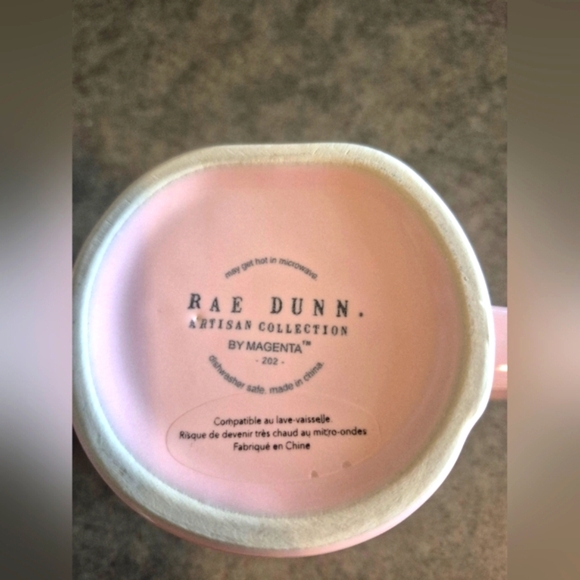 may get hot in microwave.
RAE DUNN.
ARTISAN COLLECTION
BY MAGENTA™
- 202 -
dishwasher safe. made in china.
Compatible au lave-vaisselle
Risque de devenir très chaud au micro-ondes
Fabriqué en Chine